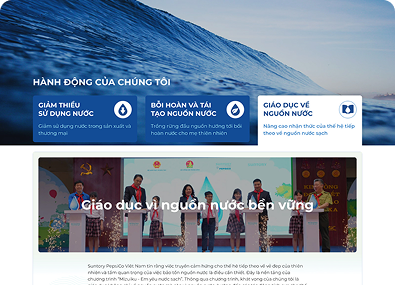 HÀNH ĐỘNG CỦA CHÚNG TÔI
GIẢM THIỂU
SỬ DỤNG NƯỚC
Giảm sử dụng nước trong sản xuất và
thương mại
BỒI HOÀN VÀ TÁI
TẠO NGUỒN NƯỚC
Trồng rừng đầu nguồn hướng tới bồi
hoàn nước cho mẹ thiên nhiên
GIÁO DỤC VỀ
NGUỒN NƯỚC
Nâng cao nhận thức của thế hệ tiếp
theo về nguồn nước sạch
Giáo dục vì nguồn nước bền vững
Suntory PepsiCo Việt Nam tin rằng việc truyền cảm hứng cho thế hệ tiếp theo về vẻ đẹp của thiên
nhiên và tầm quan trọng của việc bảo tồn nguồn nước là điều cần thiết. Đây là nền tảng của
chương trình "Mizuiku - Em yêu nước sạch". Thông qua chương trình, khát vọng của chúng tôi là